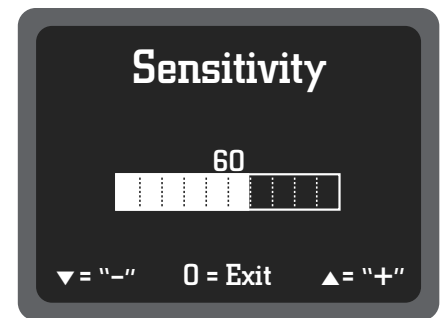 Sensitivity
60
▼= “–” 0 = Exit ▲= “+”